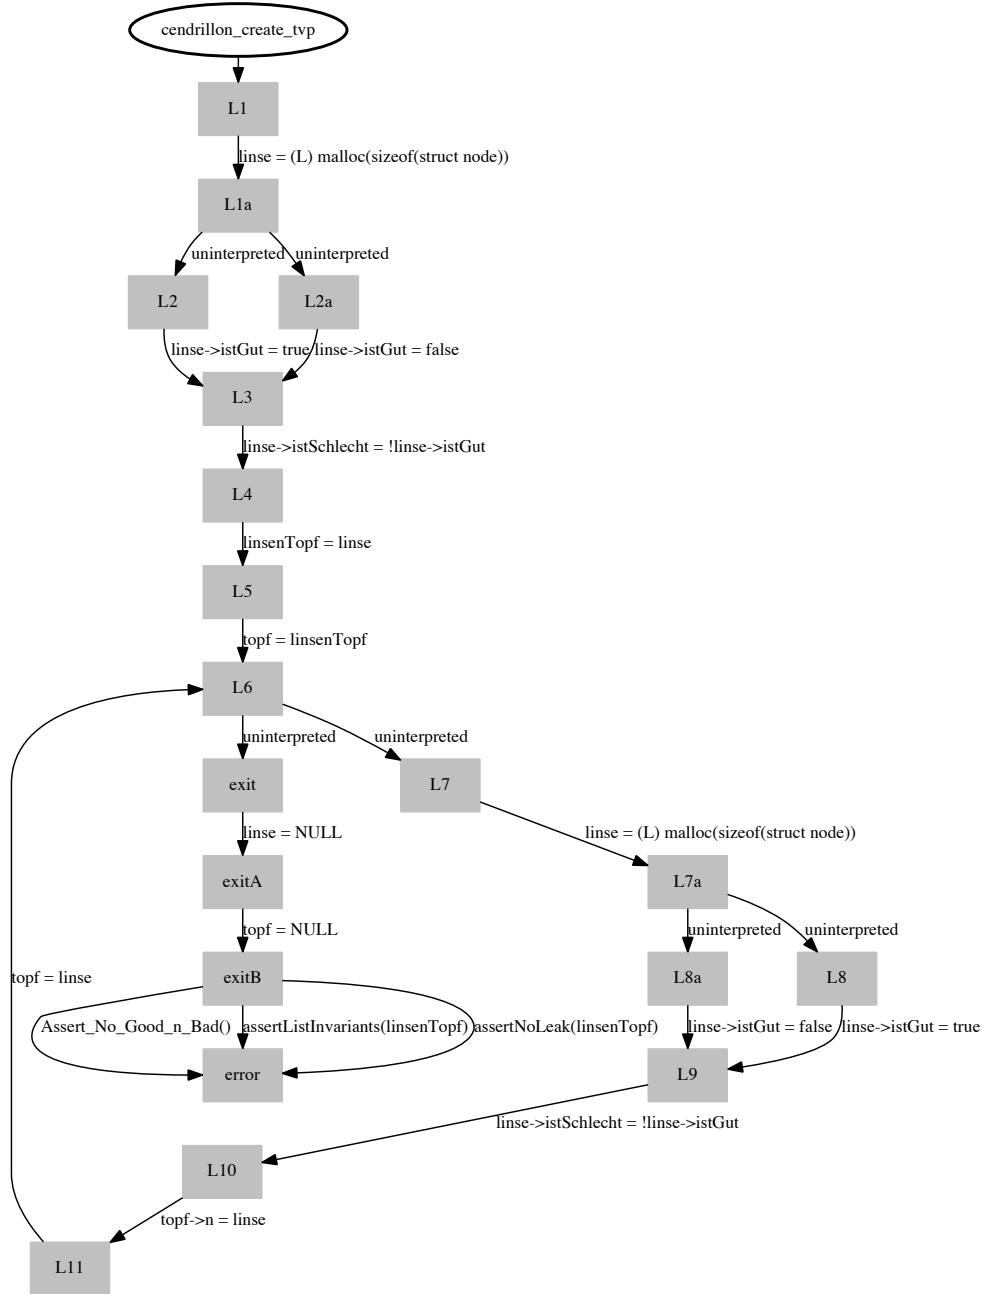 cendrillon_create_tvp
L1
linse = (L) malloc(sizeof(struct node))
L1a
uninterpreted
uninterpreted
L2
L2a
linse->istGut = true
linse->istGut = false
L3
linse->istSchlecht = !linse->istGut
L4
linsenTopf = linse
L5
topf = linsenTopf
L6
uninterpreted
uninterpreted
exit
L7
linse = NULL
linse = (L) malloc(sizeof(struct node))
exitA
L7a
topf = NULL
uninterpreted
uninterpreted
topf = linse
exitB
L8a
L8
Assert_No_Good_n_Bad()
assertListInvariants(linsenTopf)
assertNoLeak(linsenTopf)
linse->istGut = false
linse->istGut = true
error
L9
linse->istSchlecht = !linse->istGut
L10
topf->n = linse
L11